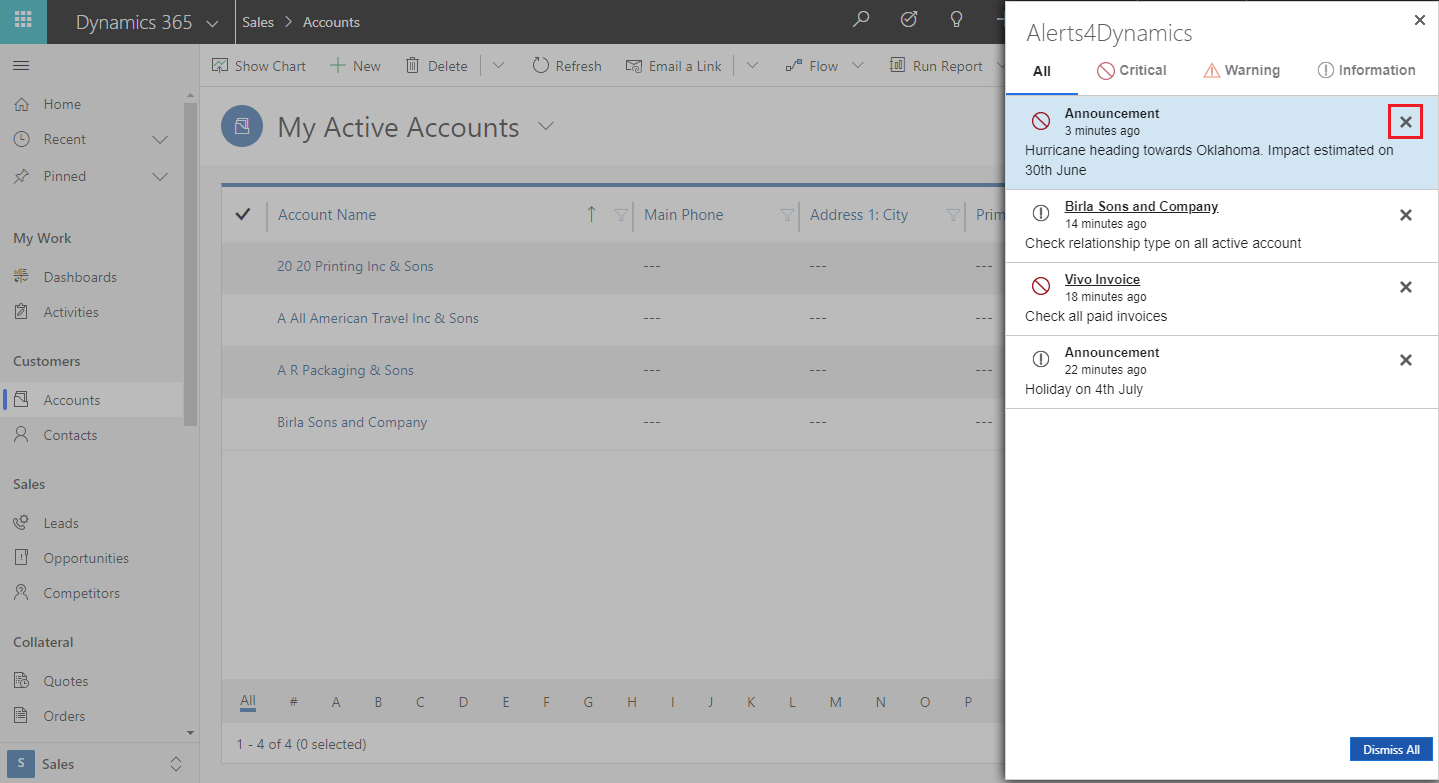 Dynamics 365
Sales > Accounts
Show Chart
New
Delete
Refresh
Email a Link
Flow
Run Report
Home
Recent
Pinned
My Work
Dashboards
Activities
Customers
Accounts
Contacts
Sales
Leads
Opportunities
Competitors
Collateral
Quotes
Orders
S Sales
My Active Accounts
Account Name
Main Phone
Address 1: City
Prim
20 20 Printing Inc & Sons --- --- ---
A All American Travel Inc & Sons --- --- ---
A R Packaging & Sons --- --- ---
Birla Sons and Company --- --- ---
All # A B C D E F G H I J K L M N O P
1 - 4 of 4 (0 selected)
Alerts4Dynamics
All
Critical
Warning
Information
Announcement
3 minutes ago
Hurricane heading towards Oklahoma. Impact estimated on
30th June
Birla Sons and Company
14 minutes ago
Check relationship type on all active account
Vivo Invoice
18 minutes ago
Check all paid invoices
Announcement
22 minutes ago
Holiday on 4th July
Dismiss All